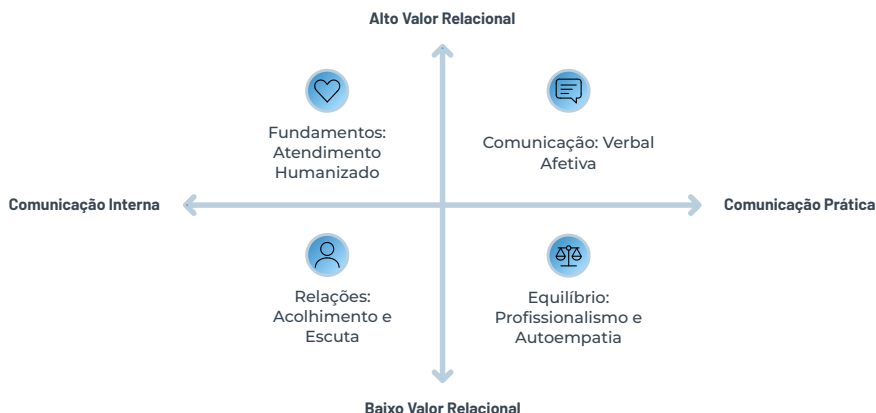 Alto Valor Relacional
Fundamentos:
Atendimento
Humanizado
Comunicação: Verbal
Afetiva
Comunicação Interna
Comunicação Prática
Relações:
Acolhimento e
Escuta
Equilíbrio:
Profissionalismo e
Autoempatia
Baixo Valor Relacional